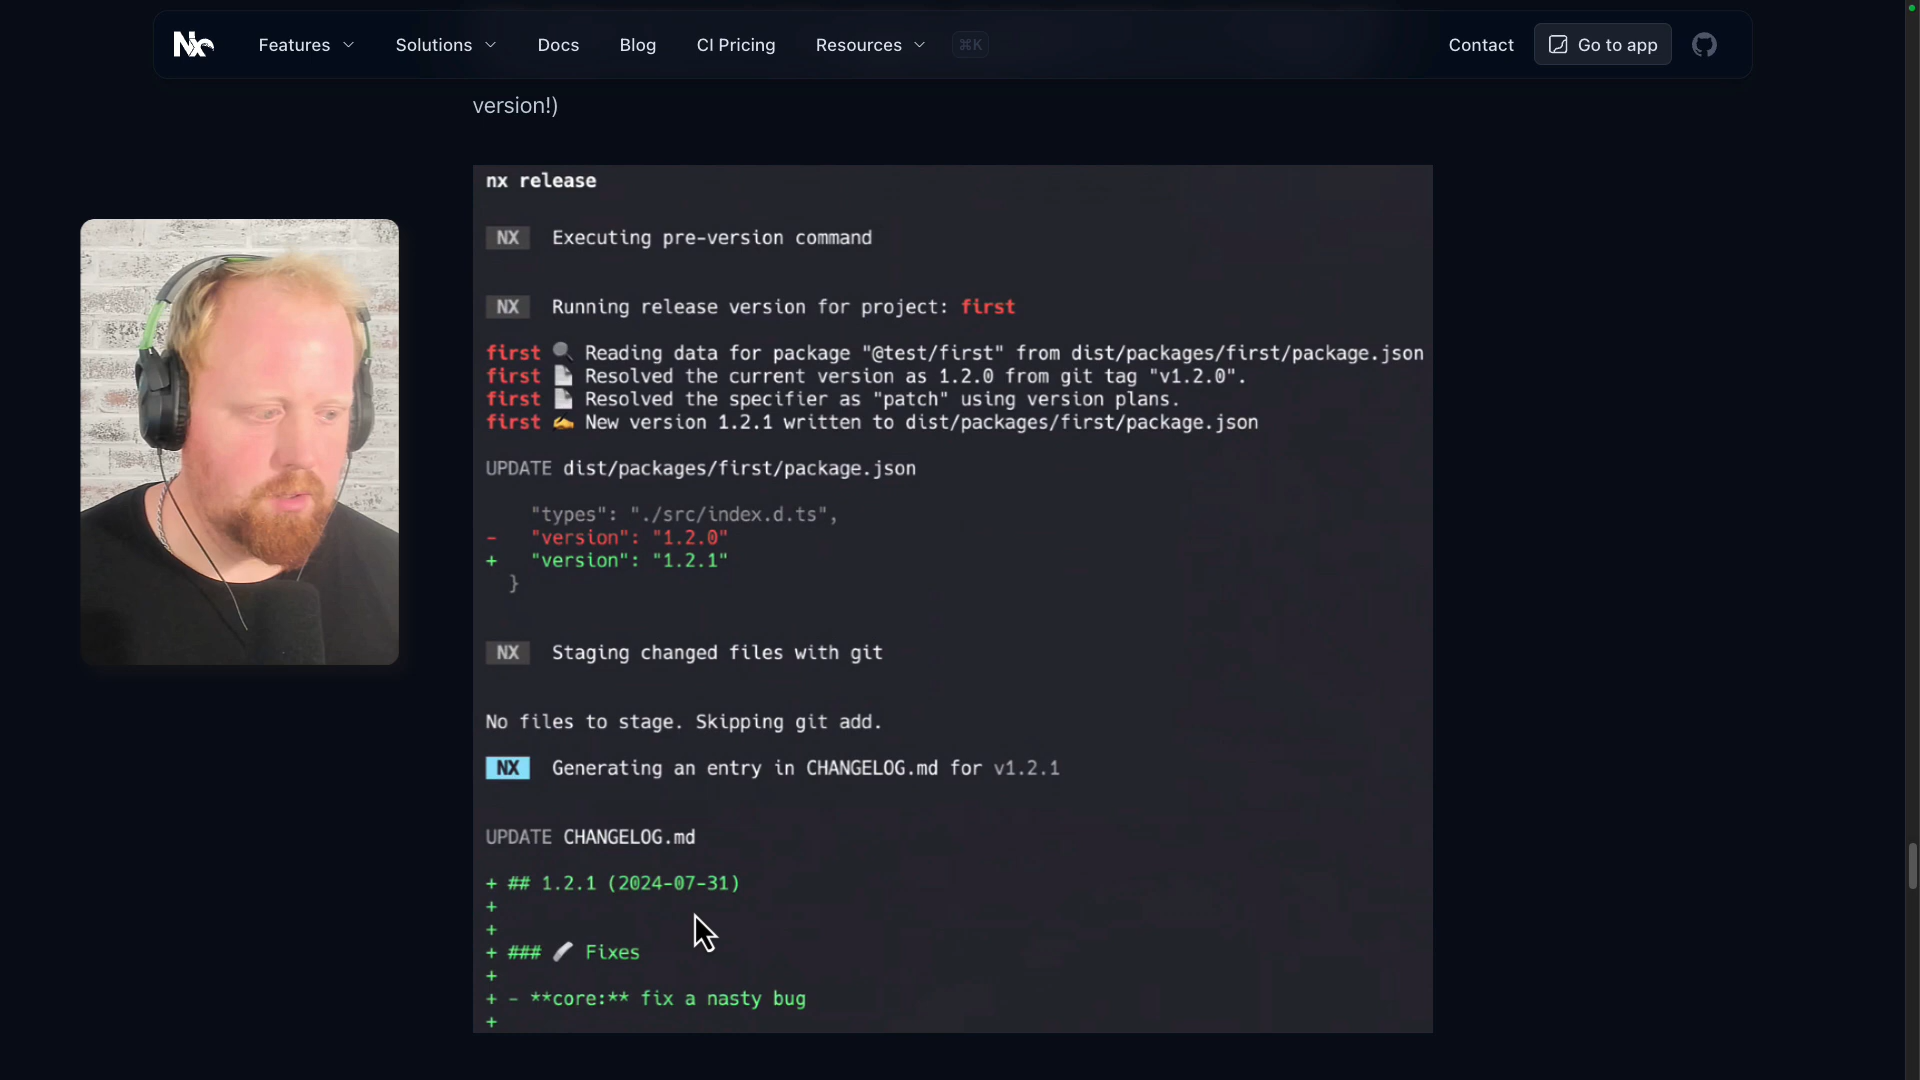 Nx
Features
Solutions
Docs
Blog
CI Pricing
Resources
⌘K
Contact
Go to app
version!)
nx release
NX Executing pre-version command
NX Running release version for project: first
first 🔍 Reading data for package "@test/first" from dist/packages/first/package.json
first 📄 Resolved the current version as 1.2.0 from git tag "v1.2.0".
first 📄 Resolved the specifier as "patch" using version plans.
first ✍️ New version 1.2.1 written to dist/packages/first/package.json
UPDATE dist/packages/first/package.json
"types": "./src/index.d.ts",
- "version": "1.2.0"
+ "version": "1.2.1"
}
NX Staging changed files with git
No files to stage. Skipping git add.
NX Generating an entry in CHANGELOG.md for v1.2.1
UPDATE CHANGELOG.md
+ ## 1.2.1 (2024-07-31)
+
+
+ ### 🩹 Fixes
+
+ - **core:** fix a nasty bug
+